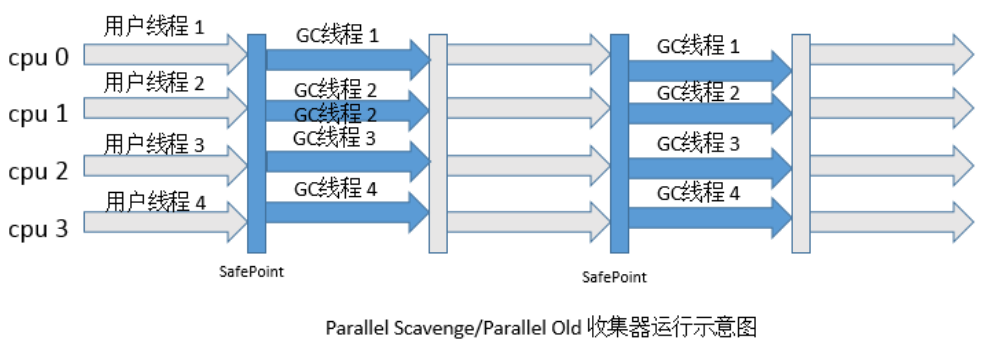 用户线程 1
GC线程 1
GC线程 1
cpu 0
用户线程 2
GC线程 2
GC线程 2
cpu 1
GC线程 2
用户线程 3
GC线程 3
GC线程 3
cpu 2
用户线程 4
GC线程 4
GC线程 4
cpu 3
SafePoint
SafePoint
Parallel Scavenge/Parallel Old 收集器运行示意图